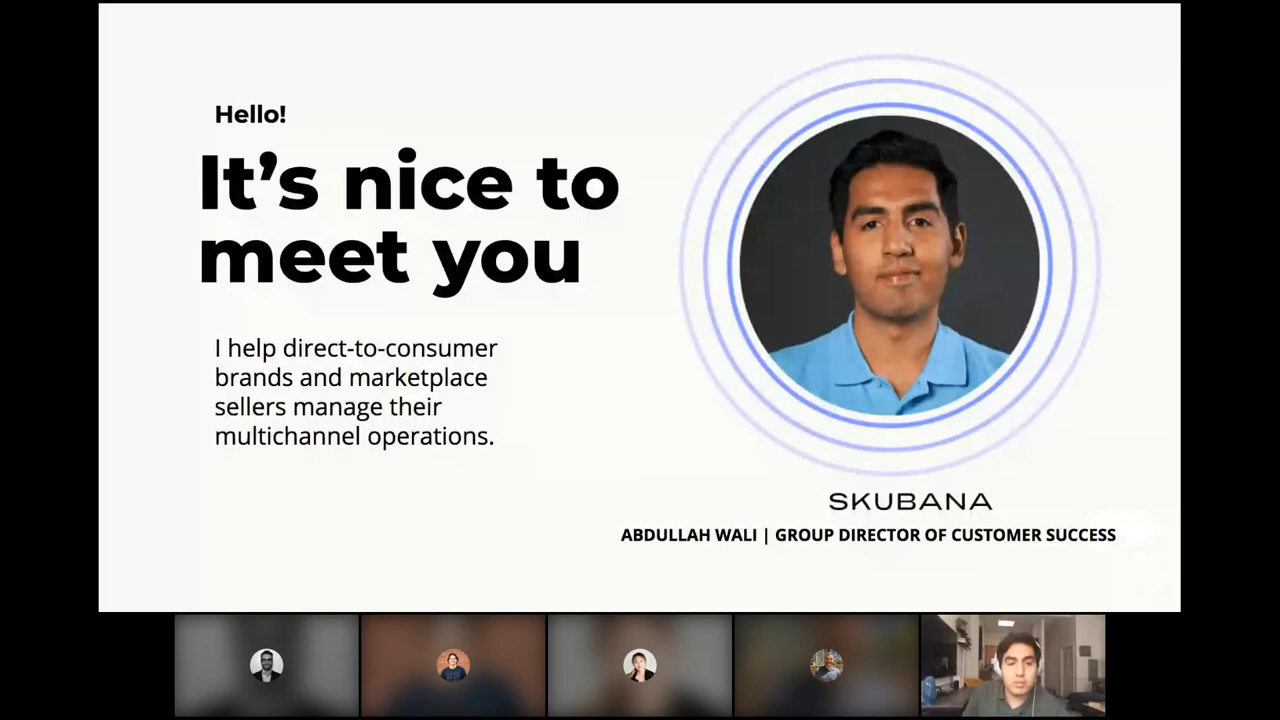 Hello!
It's nice to
meet you
I help direct-to-consumer
brands and marketplace
sellers manage their
multichannel operations.
SKUBANA
ABDULLAH WALI | GROUP DIRECTOR OF CUSTOMER SUCCESS